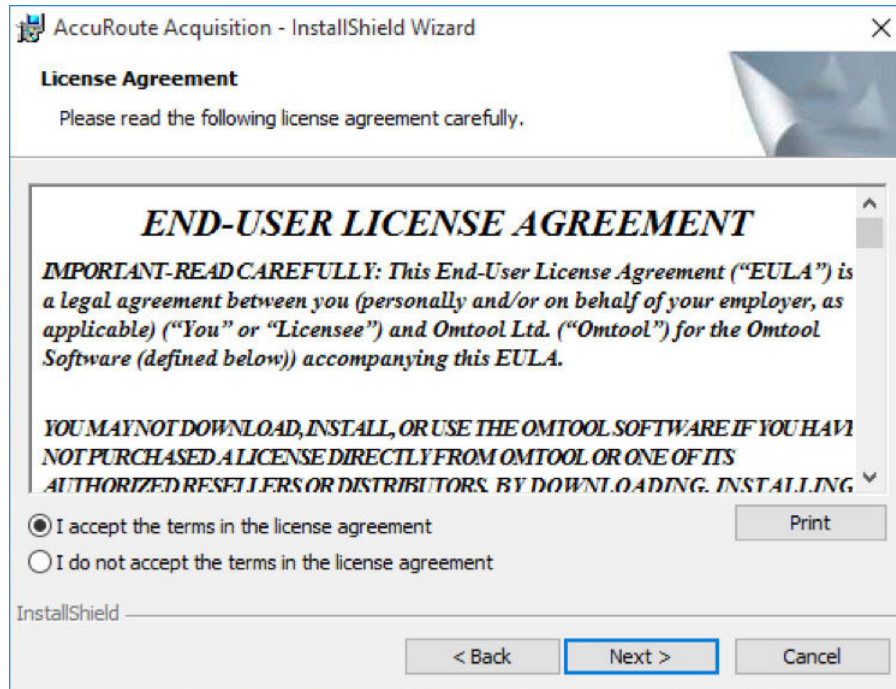 AccuRoute Acquisition - InstallShield Wizard
License Agreement
Please read the following license agreement carefully.
END-USER LICENSE AGREEMENT
IMPORTANT-READ CAREFULLY: This End-User License Agreement (“EULA”) is
a legal agreement between you (personally and/or on behalf of your employer, as
applicable) (“You” or “Licensee”) and Omtool Ltd. (“Omtool”) for the Omtool
Software (defined below)) accompanying this EULA.
YOU MAY NOT DOWNLOAD, INSTALL, OR USE THE OMTOOL SOFTWARE IF YOU HAVE
NOT PURCHASED A LICENSE DIRECTLY FROM OMTOOL OR ONE OF ITS
AUTHORIZED RESELLERS OR DISTRIBUTORS. BY DOWNLOADING, INSTALLING
I accept the terms in the license agreement
Print
I do not accept the terms in the license agreement
InstallShield
< Back Next > Cancel